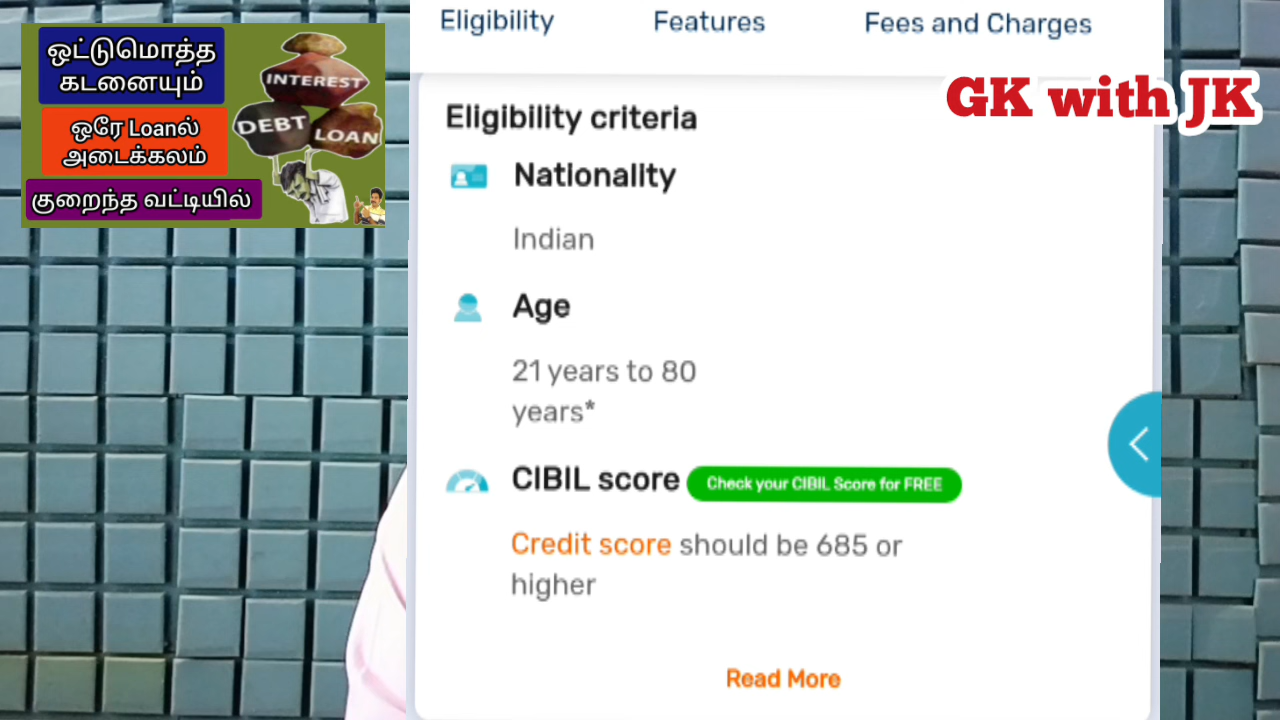 ஒட்டுமொத்த
கடனையும்
ஒரே Loanல்
அடைக்கலம்
குறைந்த வட்டியில்
INTEREST
DEBT
LOAN
Eligibility
Features
Fees and Charges
GK with JK
Eligibility criteria
Nationality
Indian
Age
21 years to 80
years*
CIBIL score
Check your CIBIL Score for FREE
Credit score should be 685 or
higher
Read More